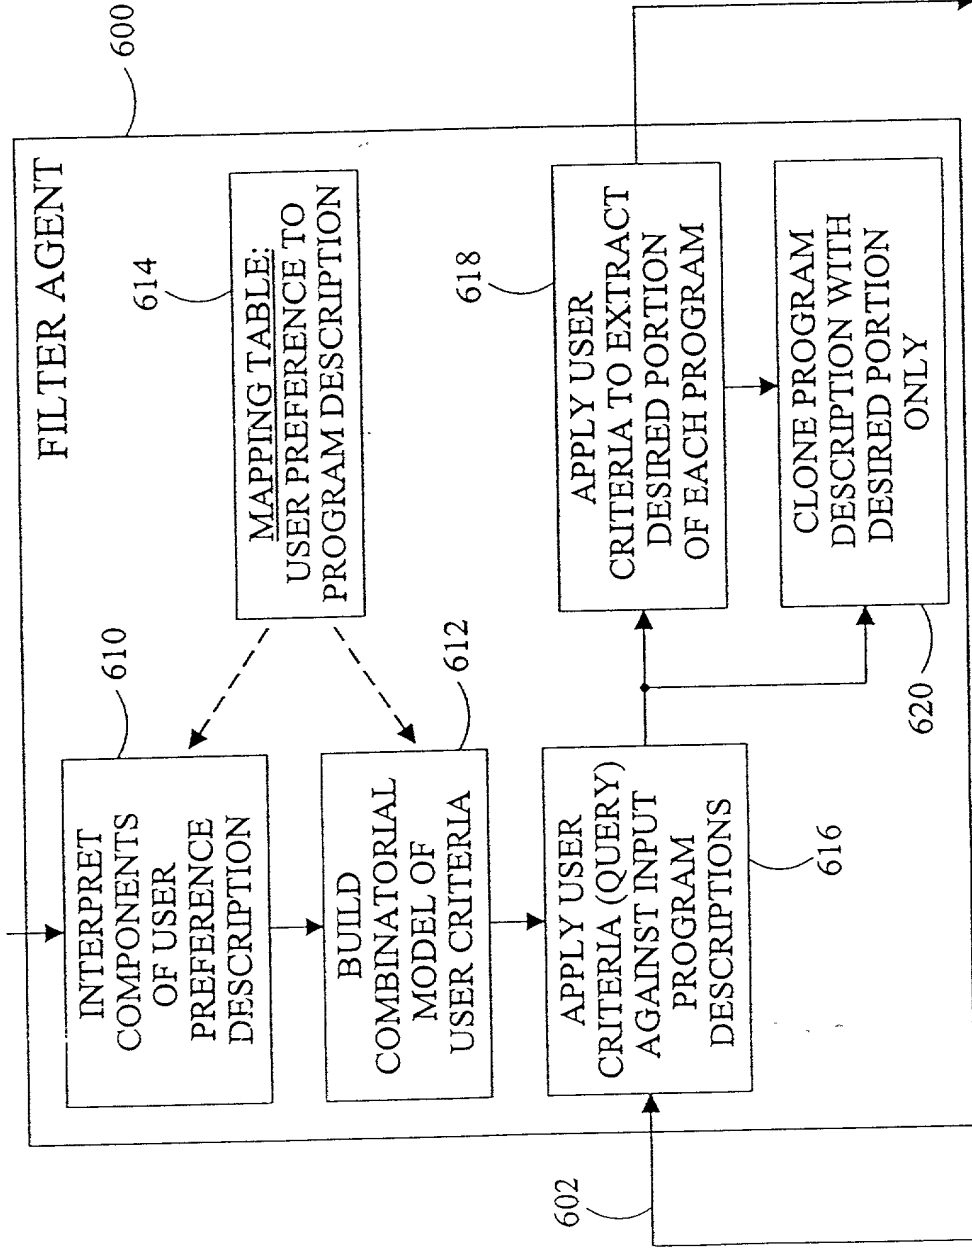 FILTER AGENT
600
INTERPRET
COMPONENTS
OF USER
PREFERENCE
DESCRIPTION
610
MAPPING TABLE:
USER PREFERENCE TO
PROGRAM DESCRIPTION
614
BUILD
COMBINATORIAL
MODEL OF
USER CRITERIA
612
APPLY USER
CRITERIA (QUERY)
AGAINST INPUT
PROGRAM
DESCRIPTIONS
616
602
APPLY USER
CRITERIA TO EXTRACT
DESIRED PORTION
OF EACH PROGRAM
618
CLONE PROGRAM
DESCRIPTION WITH
DESIRED PORTION
ONLY
620